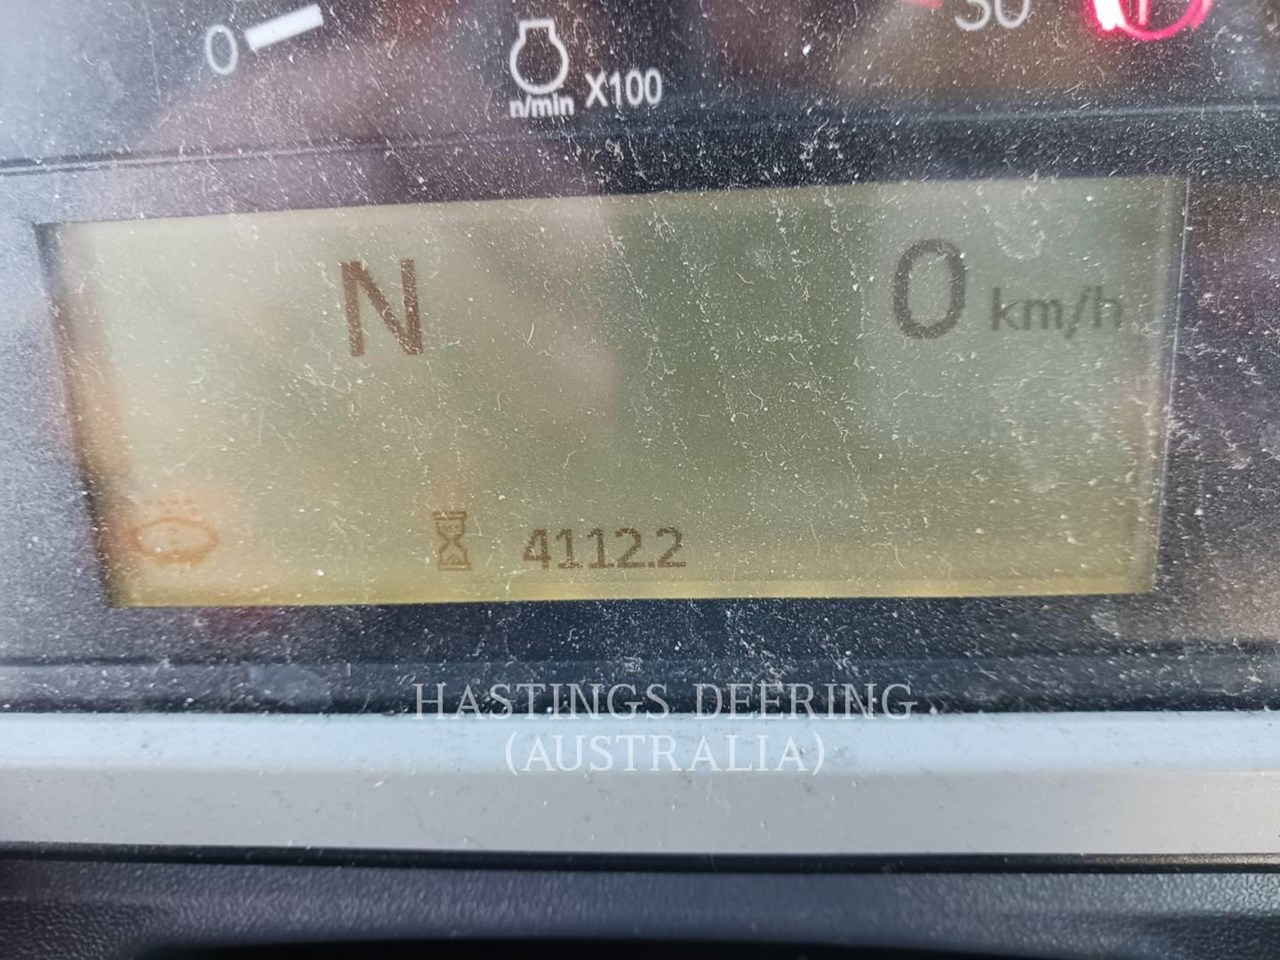 0
30
n/min X100
N 0 km/h
4112.2
HASTINGS DEERING
(AUSTRALIA)